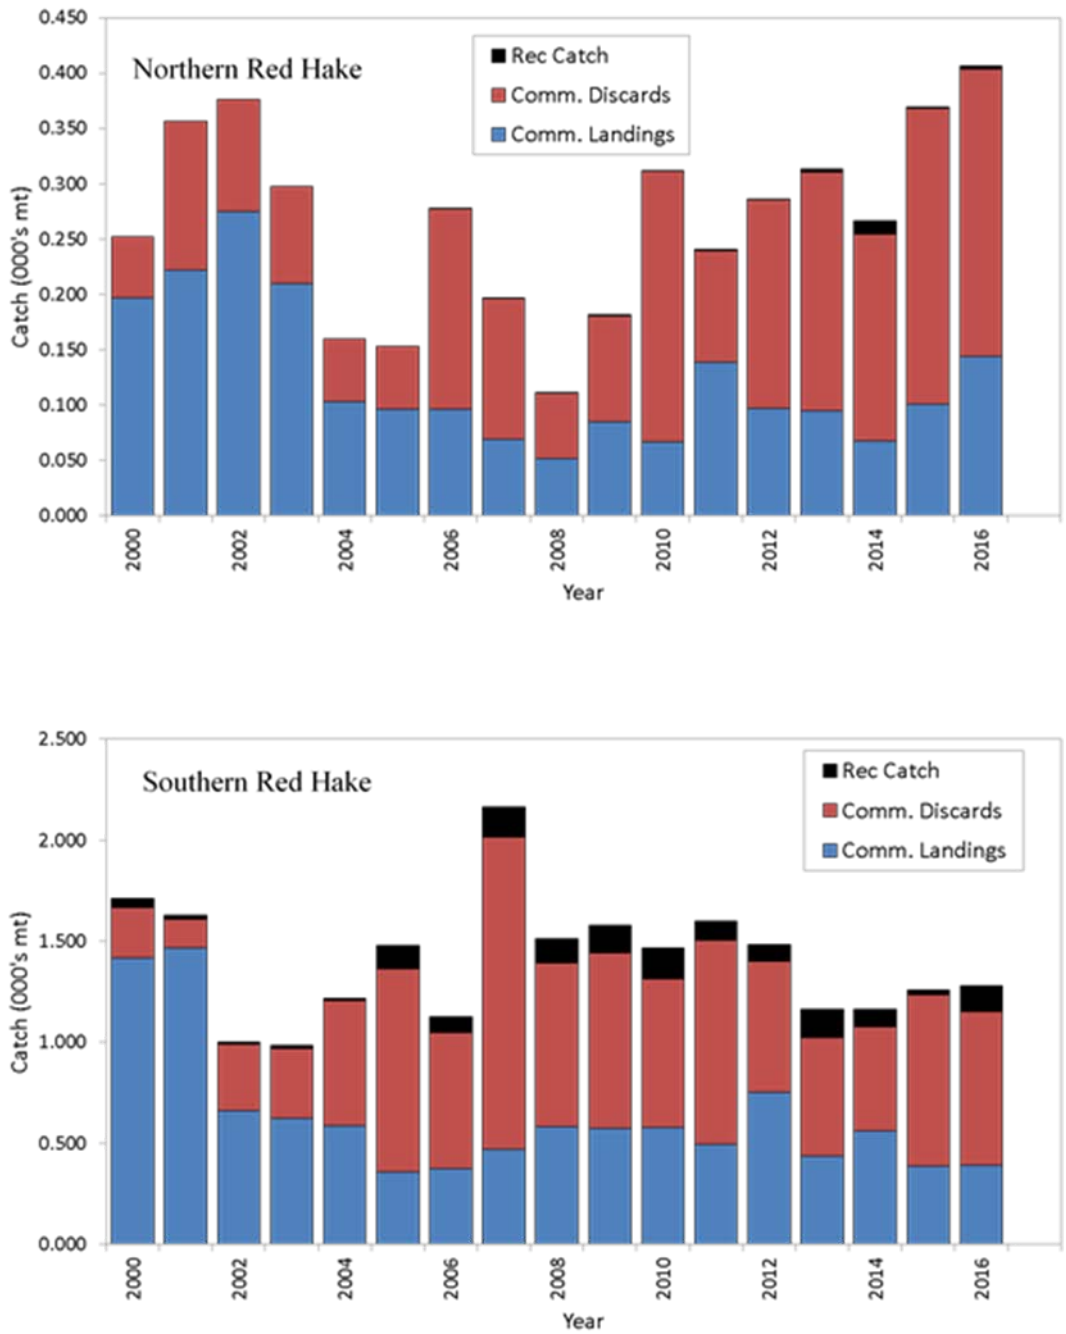 Northern Red Hake
Rec Catch
Comm. Discards
Comm. Landings
Catch (000's mt)
0.450
0.400
0.350
0.300
0.250
0.200
0.150
0.100
0.050
0.000
2000
2002
2004
2006
2008
2010
2012
2014
2016
Year
Southern Red Hake
Rec Catch
Comm. Discards
Comm. Landings
Catch (000's mt)
2.500
2.000
1.500
1.000
0.500
0.000
2000
2002
2004
2006
2008
2010
2012
2014
2016
Year